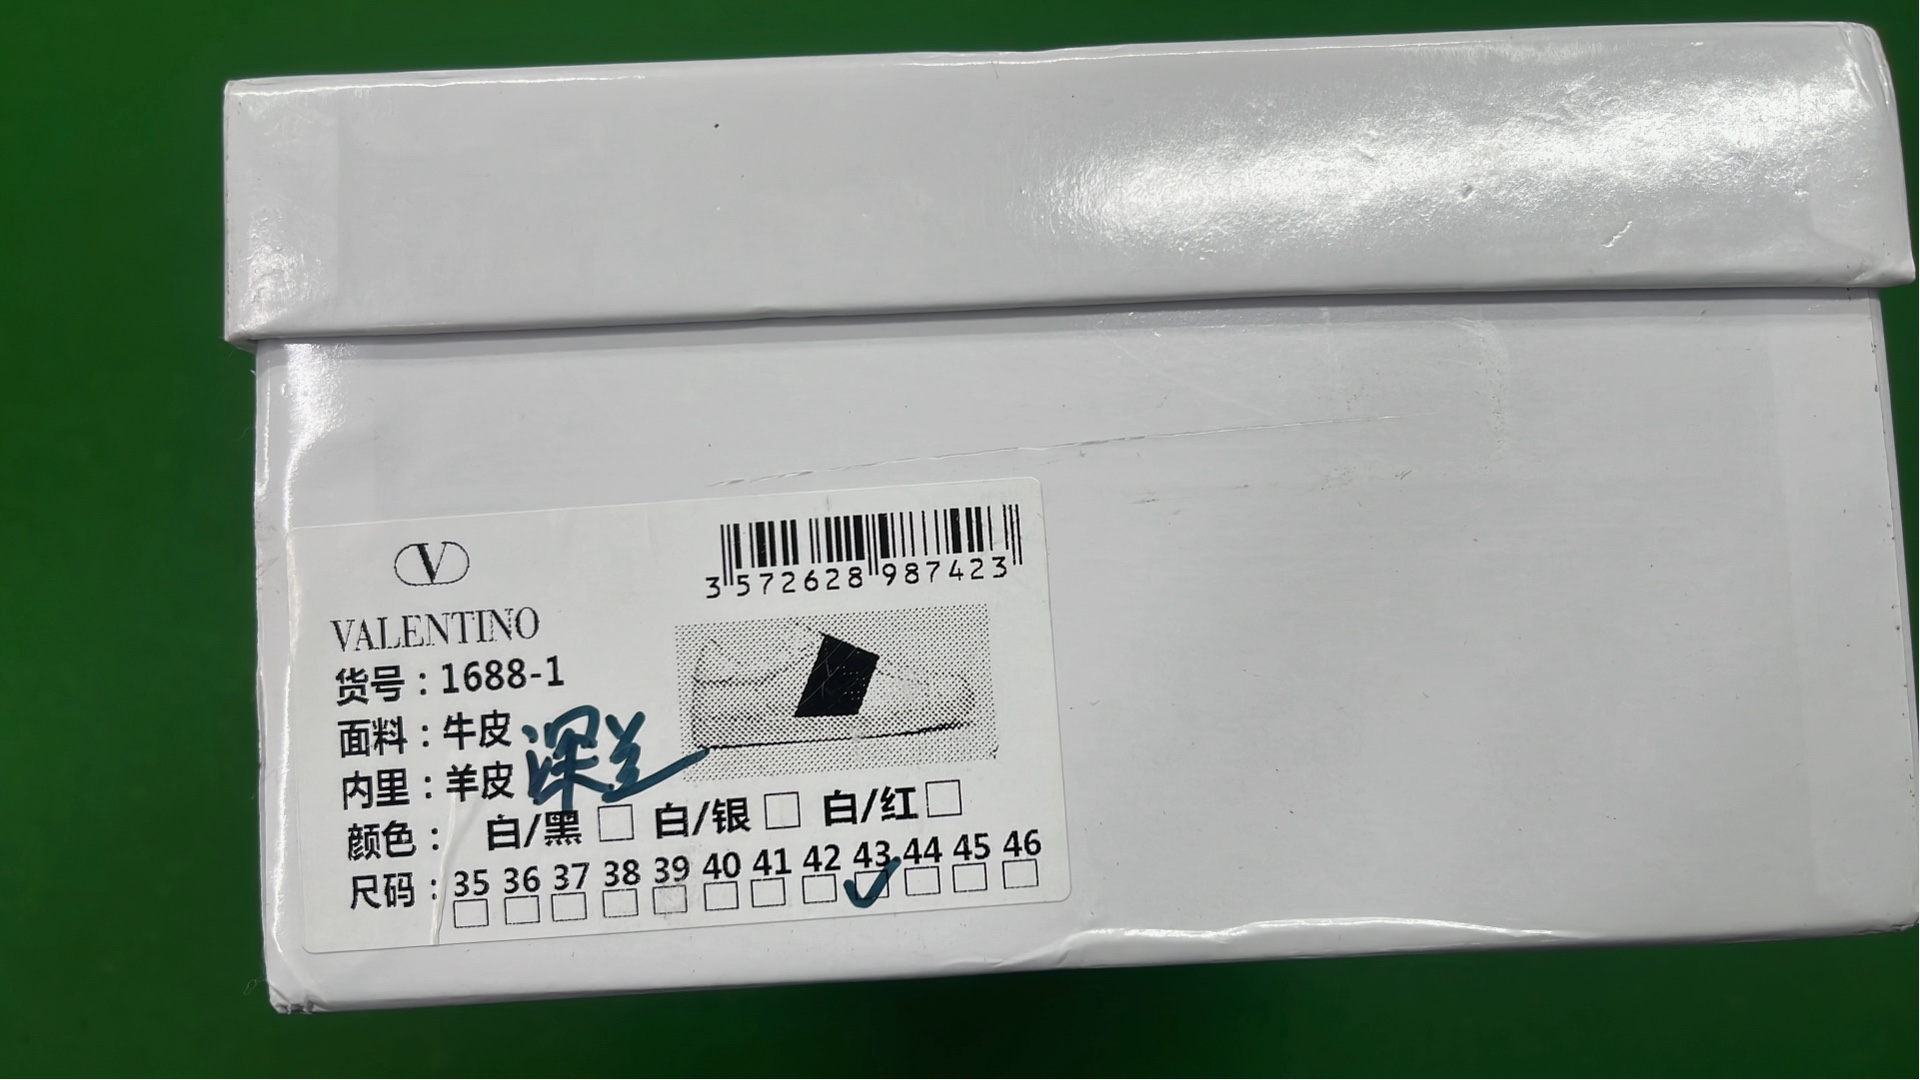 V
VALENTINO
3 572628 987423
货号：1688-1
面料：牛皮
深兰
内里：羊皮
颜色： 白/黑 白/银 白/红
尺码：35 36 37 38 39 40 41 42 43 44 45 46